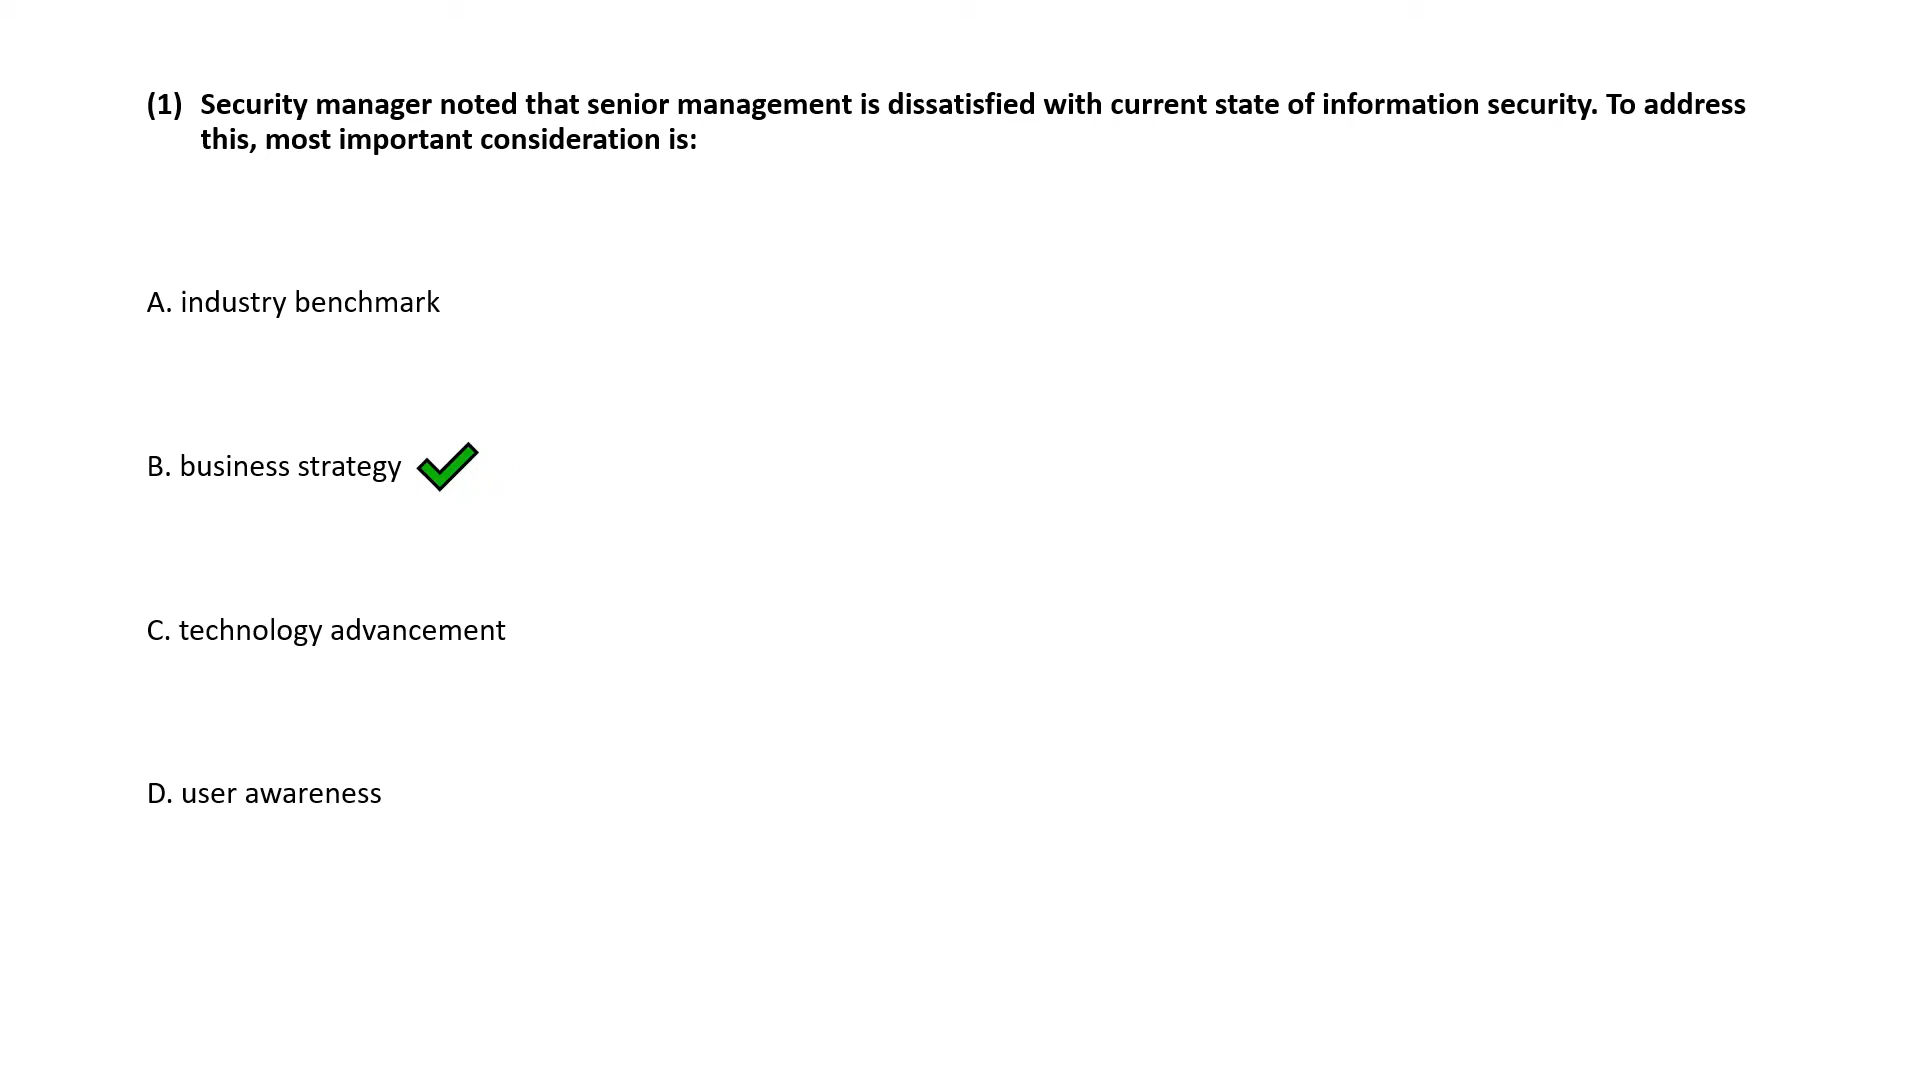 (1) Security manager noted that senior management is dissatisfied with current state of information security. To address
this, most important consideration is:
A. industry benchmark
B. business strategy
C. technology advancement
D. user awareness